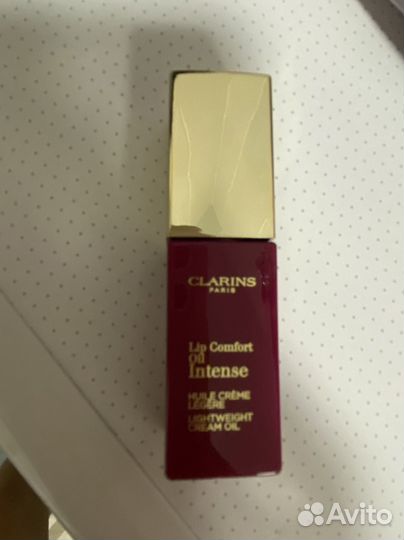 CLARINS
PARIS
Lip Comfort
Oil
Intense
HUILE CRÈME
LÉGÈRE
LIGHTWEIGHT
CREAM OIL
Avito